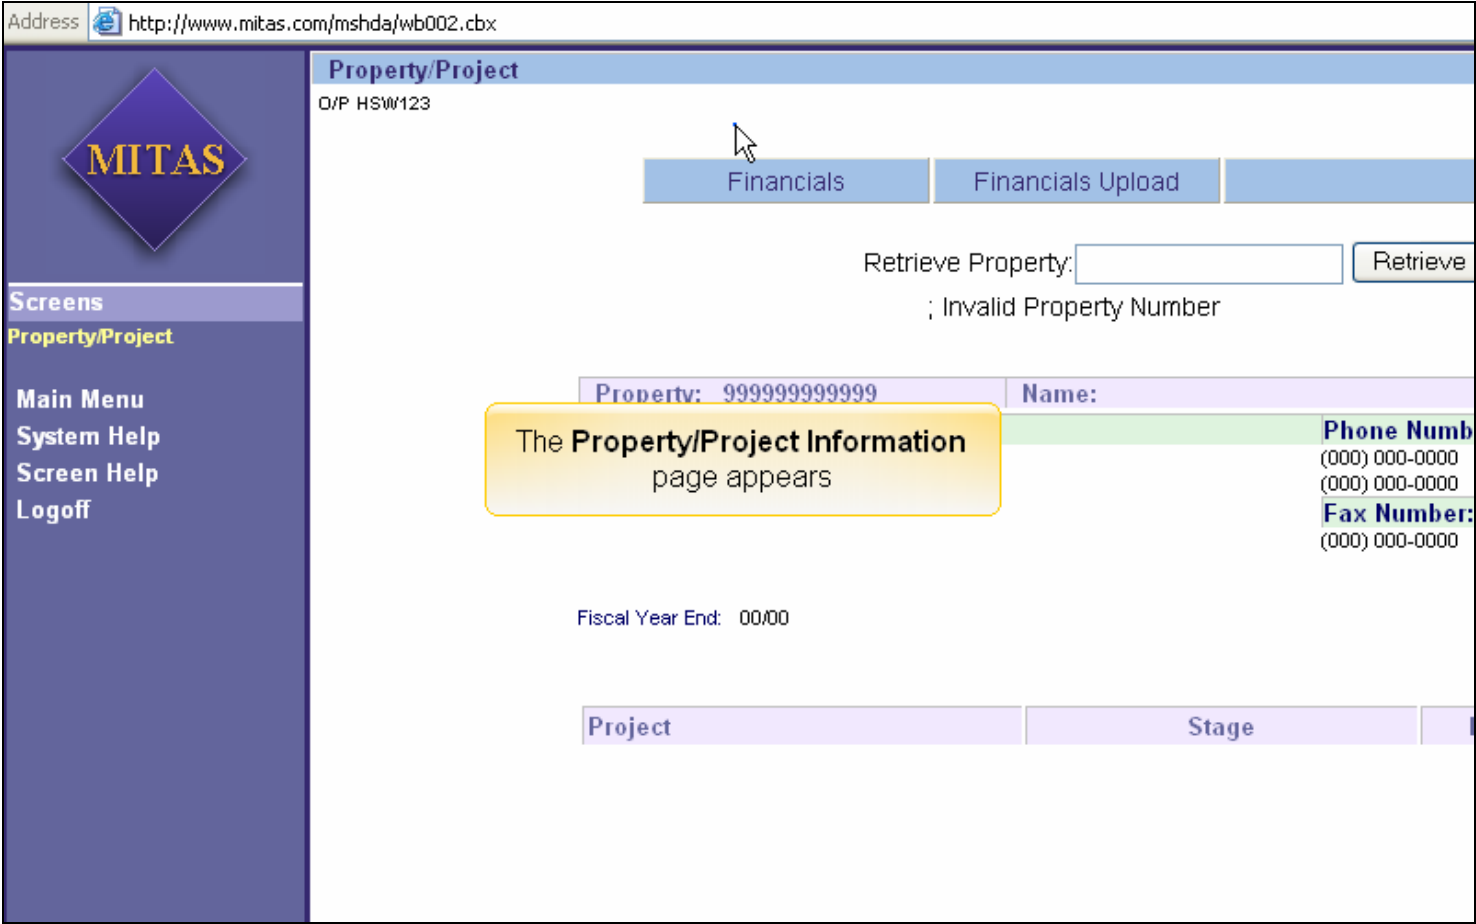 Address http://www.mitas.com/mshda/wb002.cbx
MITAS
Property/Project
O/P HSW123
Financials Financials Upload
Retrieve Property: Retrieve
; Invalid Property Number
Screens
Property/Project
Main Menu
System Help
Screen Help
Logoff
Property: 999999999999 Name:
The Property/Project Information
page appears
Phone Numb
(000) 000-0000
(000) 000-0000
Fax Number:
(000) 000-0000
Fiscal Year End: 00/00
Project Stage